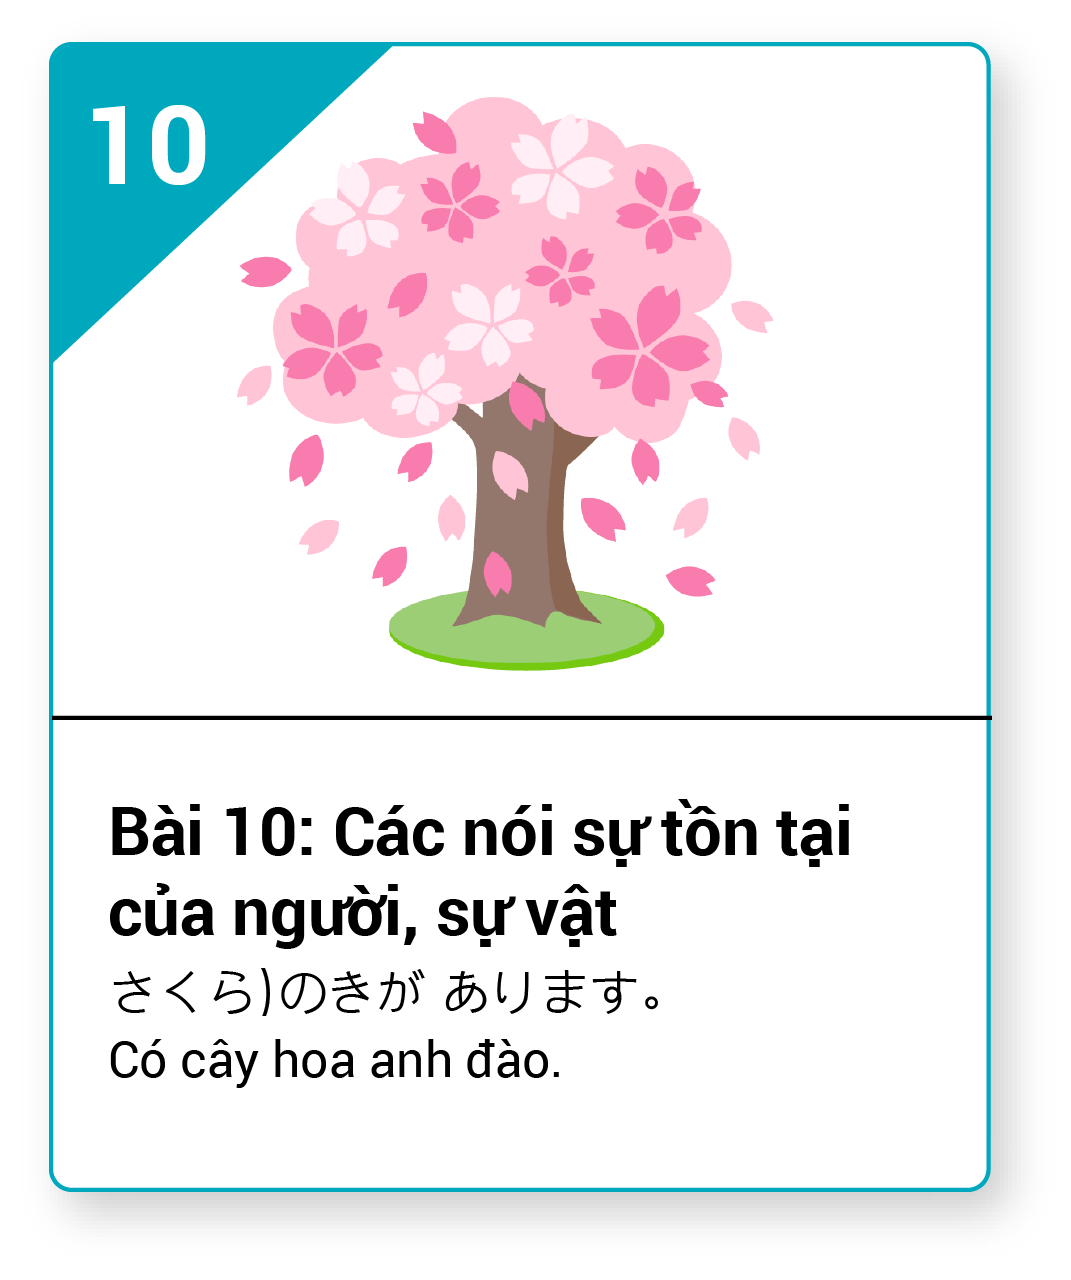 10
Bài 10: Các nói sự tồn tại
của người, sự vật
さくら)のきが あります。
Có cây hoa anh đào.